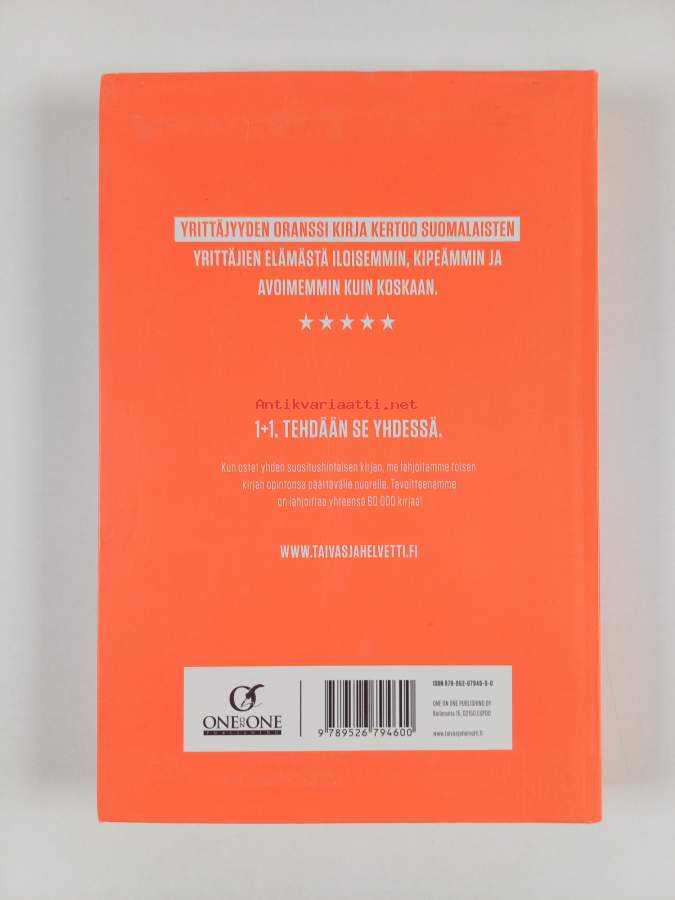 YRITTÄJYYDEN ORANSSI KIRJA KERTOO SUOMALAISTEN
YRITTÄJIEN ELÄMÄSTÄ ILOISEMMIN, KIPEÄMMIN JA
AVOIMEMMIN KUIN KOSKAAN.
Antikvariaatti.net
1+1. TEHDÄÄN SE YHDESSÄ.
Kun ostat yhden suositushintaisen kirjan, me lahjoitamme toisen
kirjan opintonsa päättävälle nuorelle. Tavoitteenamme
on lahjoittaa yhteensä 60 000 kirjaa!
WWW.TAIVASJAHELVETTI.FI
ONE ON ONE
PUBLISHING
9 789526 794600
ISBN 978-952-67946-0-0
ONE ON ONE PUBLISHING OY
15, 02150 ESPOO
www.taivasjahelvetti.fi